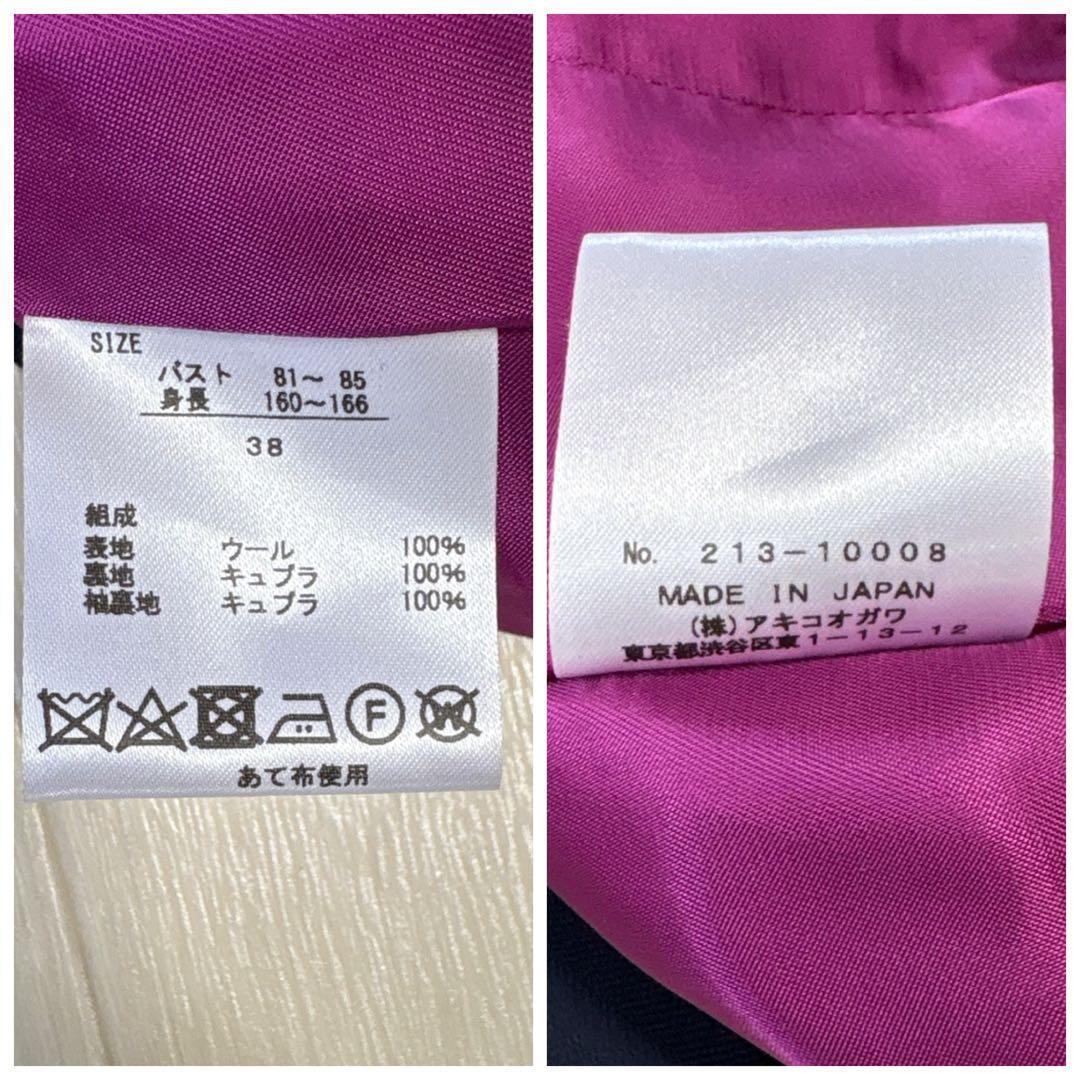 SIZE
バスト 81～ 85
身長 160～166
38
組成
表地 ウール 100%
裏地 キュプラ 100%
袖裏地 キュプラ 100%
F W
あて布使用
No. 213-10008
MADE IN JAPAN
(株)アキコオガワ
東京都渋谷区東1-13-12